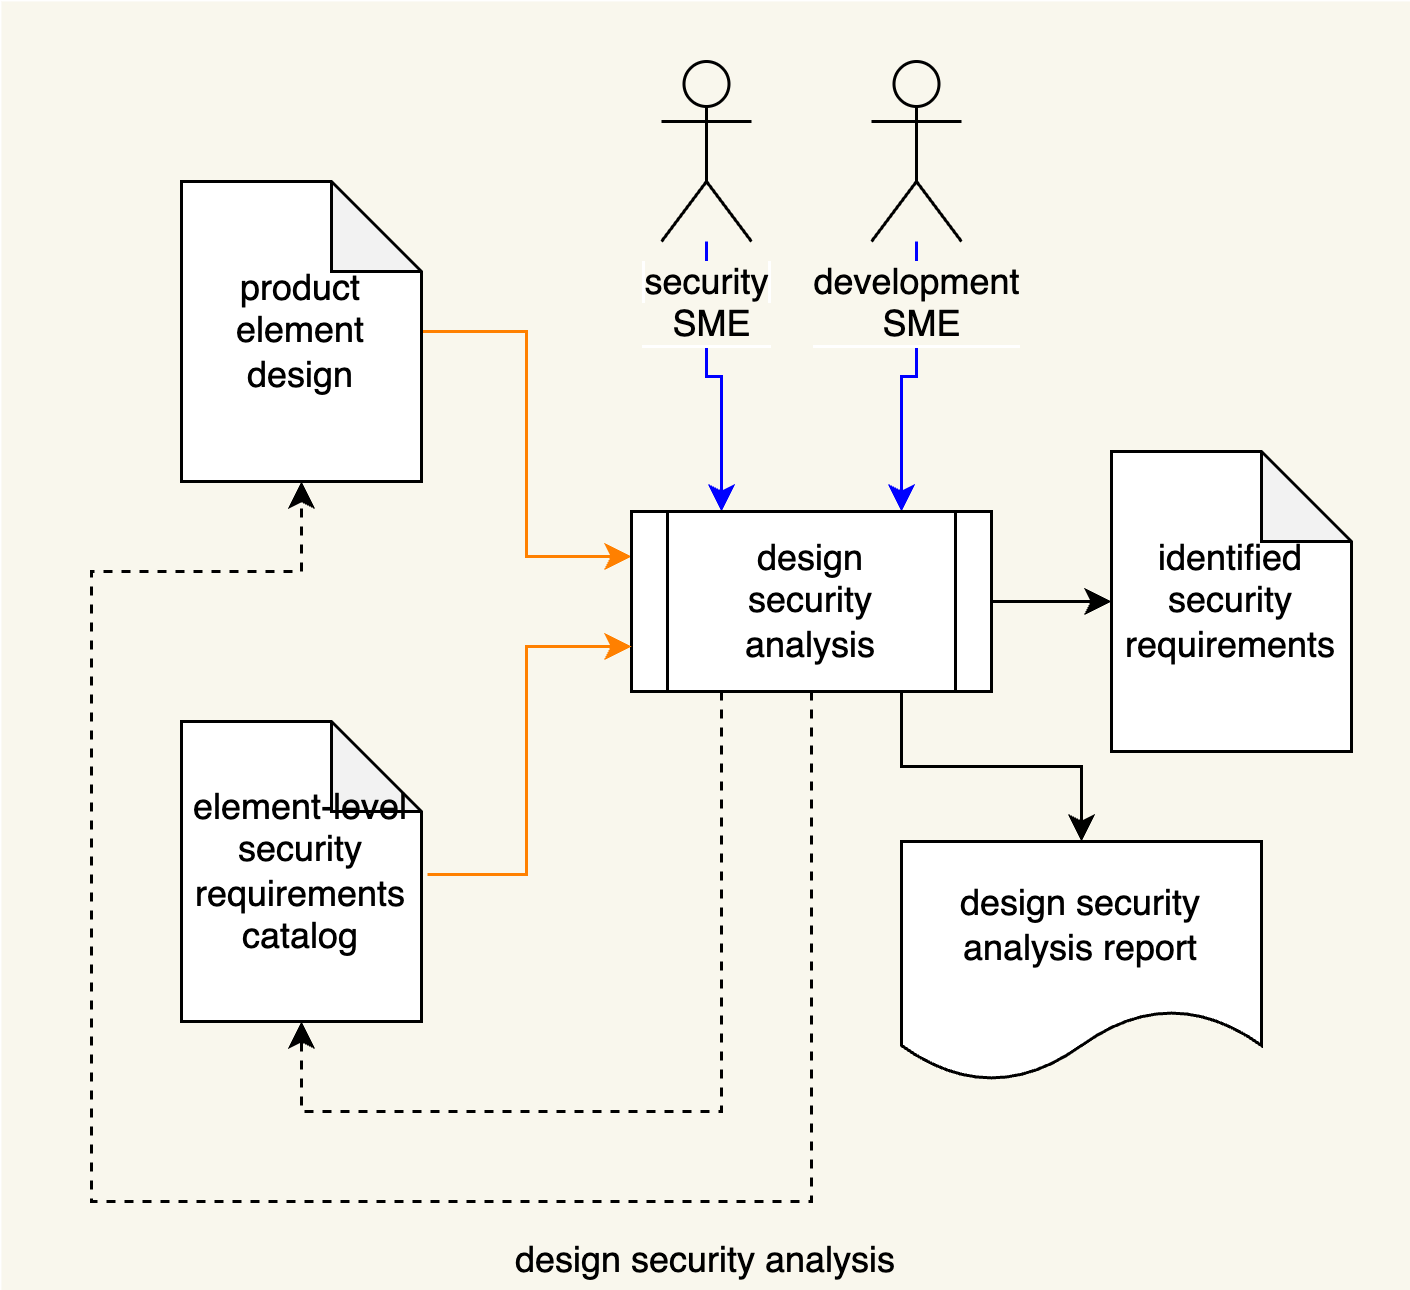 security
SME
development
SME
product
element
design
design
security
analysis
identified
security
requirements
element-level
security
requirements
catalog
design security
analysis report
design security analysis